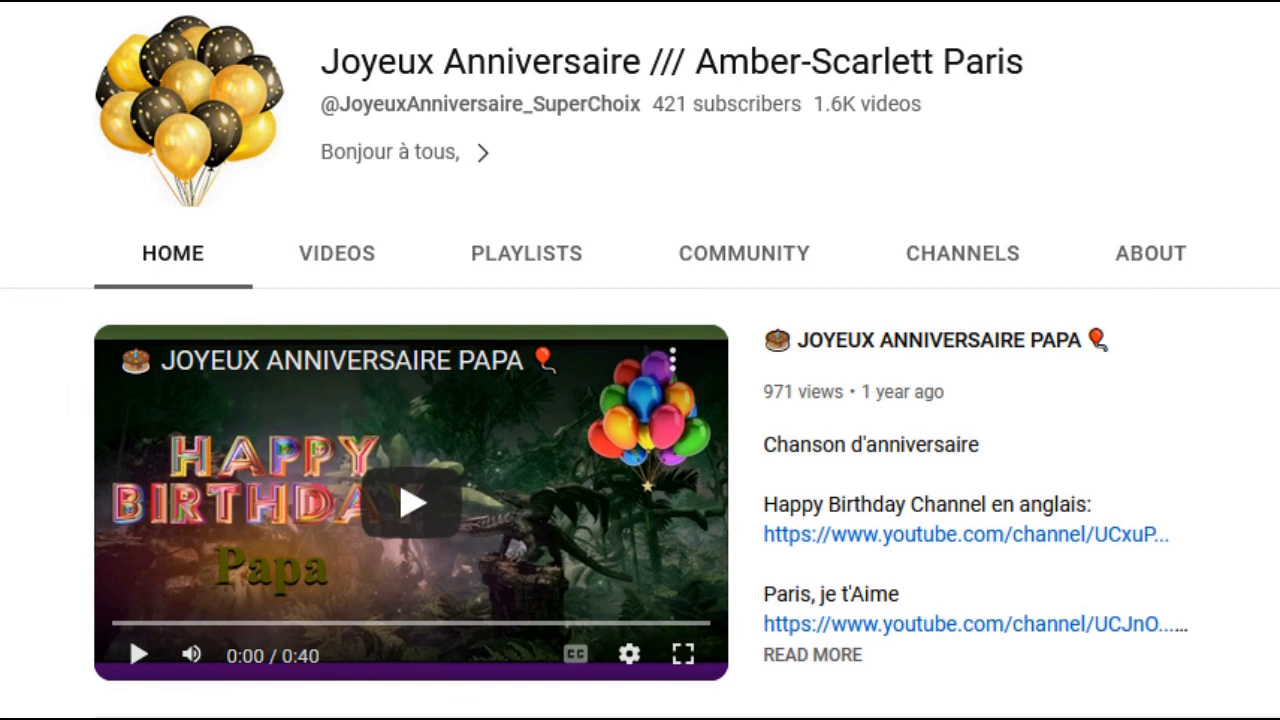 Joyeux Anniversaire /// Amber-Scarlett Paris
@JoyeuxAnniversaire_SuperChoix 421 subscribers 1.6K videos
Bonjour à tous,
HOME VIDEOS PLAYLISTS COMMUNITY CHANNELS ABOUT
🎂 JOYEUX ANNIVERSAIRE PAPA 🎈
HAPPY
BIRTHDAY
Papa
0:00 / 0:40
CC
🎂 JOYEUX ANNIVERSAIRE PAPA 🎈
971 views • 1 year ago
Chanson d'anniversaire
Happy Birthday Channel en anglais:
https://www.youtube.com/channel/UCxuP...
Paris, je t'Aime
https://www.youtube.com/channel/UCJnO......
READ MORE